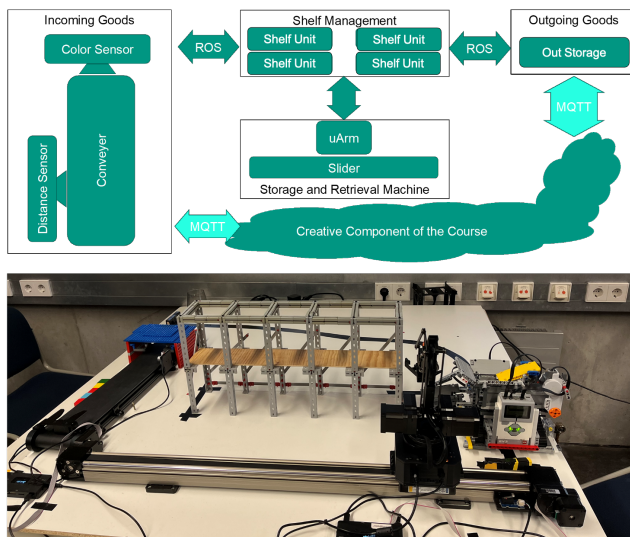 Incoming Goods
Color Sensor
Conveyer
Distance Sensor
ROS
Shelf Management
Shelf Unit
Shelf Unit
Shelf Unit
Shelf Unit
ROS
Outgoing Goods
Out Storage
MQTT
uArm
Slider
Storage and Retrieval Machine
MQTT
Creative Component of the Course